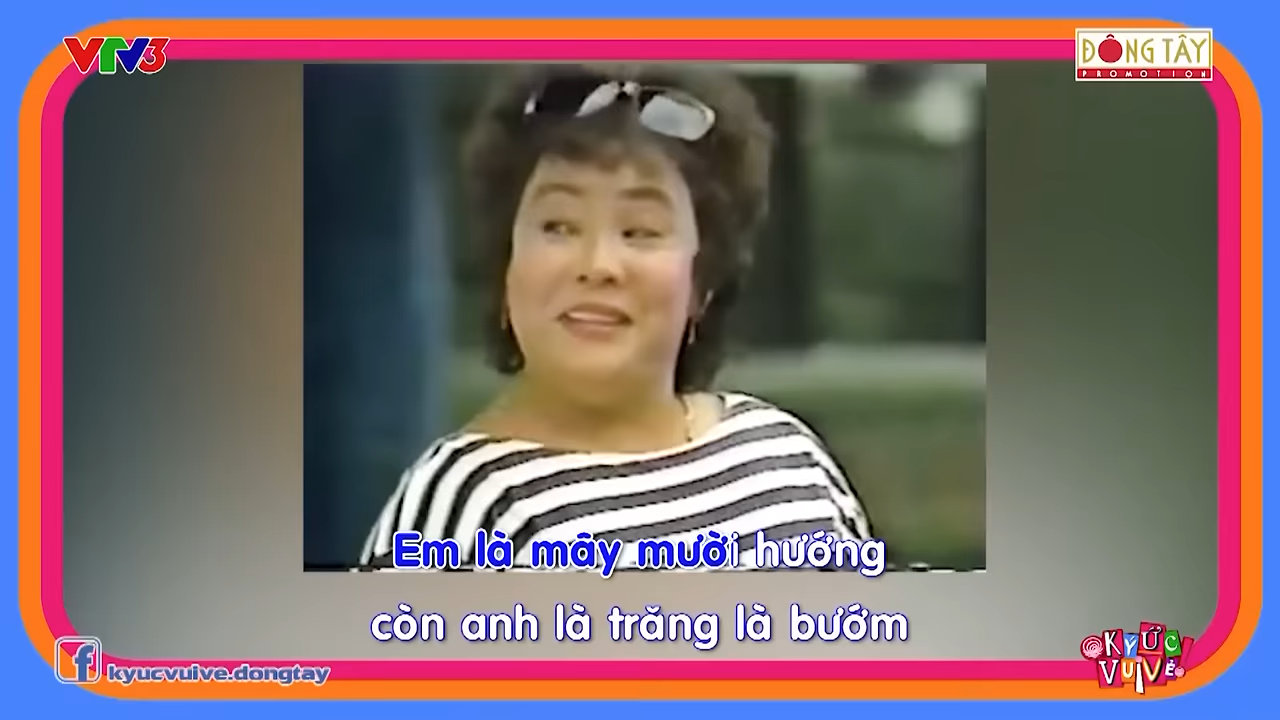 VTV3
ĐÔNG TÂY
PROMOTION
Em là mây mười hướng
còn anh là trăng là bướm
KÝ ỨC
VUI VẺ
f kyucvuive.dongtay